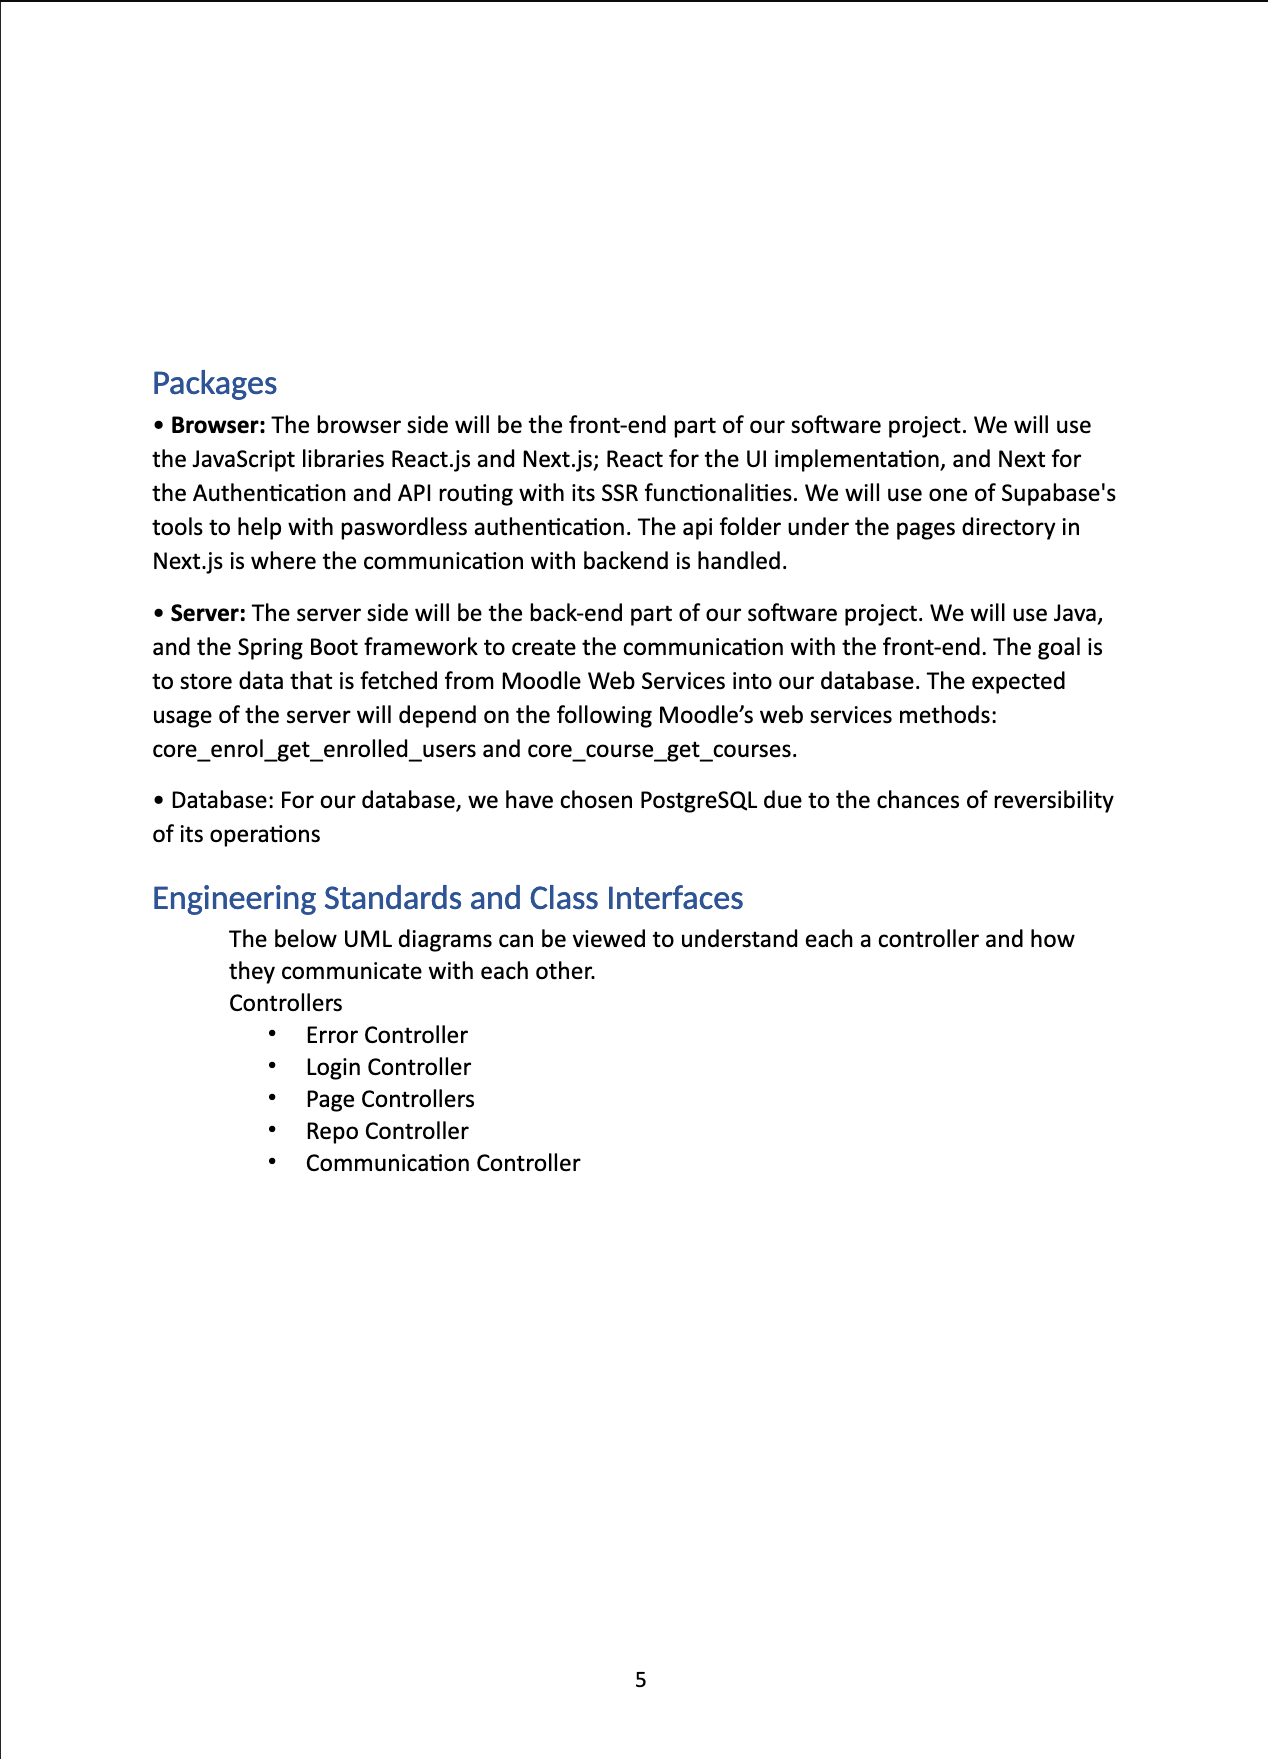 Packages
• Browser: The browser side will be the front-end part of our software project. We will use
the JavaScript libraries React.js and Next.js; React for the UI implementation, and Next for
the Authentication and API routing with its SSR functionalities. We will use one of Supabase's
tools to help with paswordless authentication. The api folder under the pages directory in
Next.js is where the communication with backend is handled.
• Server: The server side will be the back-end part of our software project. We will use Java,
and the Spring Boot framework to create the communication with the front-end. The goal is
to store data that is fetched from Moodle Web Services into our database. The expected
usage of the server will depend on the following Moodle’s web services methods:
core_enrol_get_enrolled_users and core_course_get_courses.
• Database: For our database, we have chosen PostgreSQL due to the chances of reversibility
of its operations
Engineering Standards and Class Interfaces
The below UML diagrams can be viewed to understand each a controller and how
they communicate with each other.
Controllers
• Error Controller
• Login Controller
• Page Controllers
• Repo Controller
• Communication Controller
5